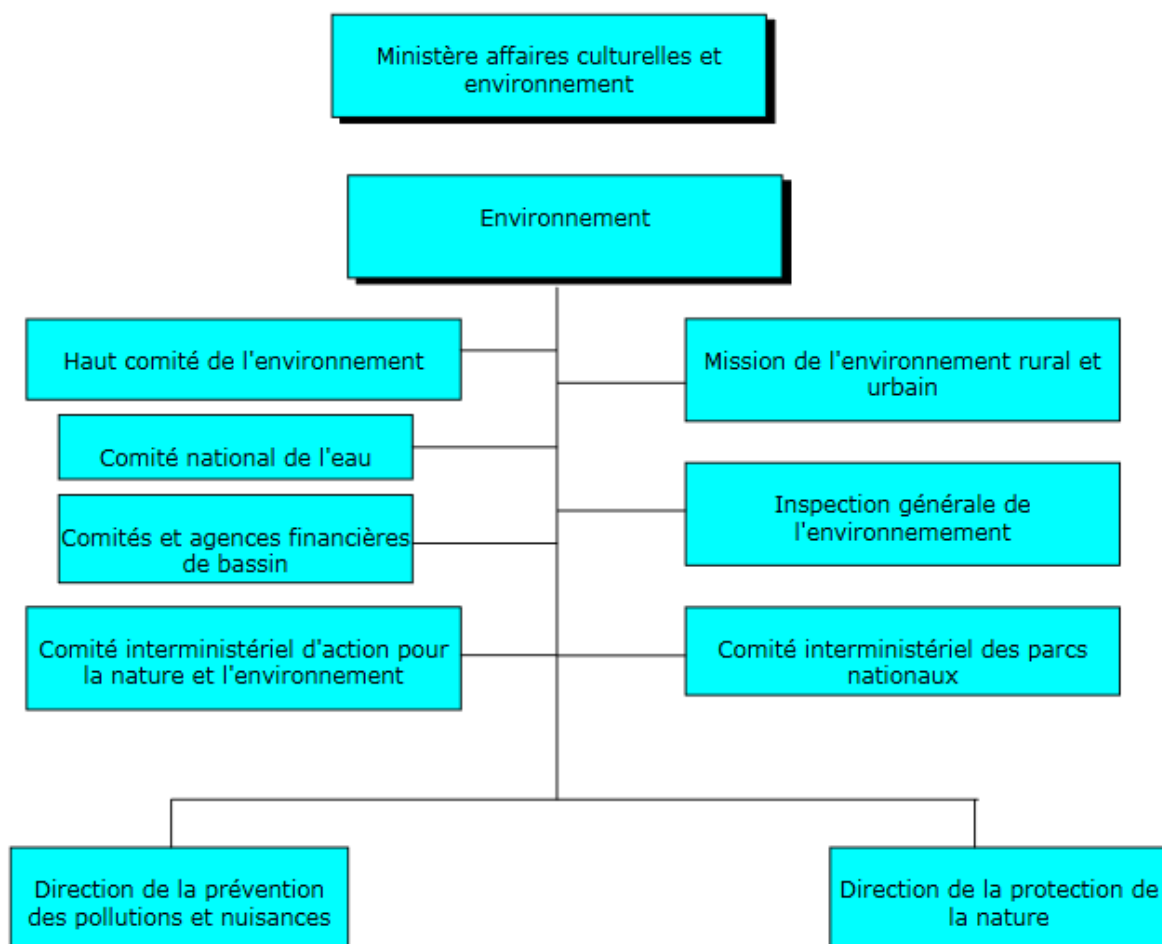 Ministère affaires culturelles et
environnement
Environnement
Haut comité de l'environnement
Mission de l'environnement rural et
urbain
Comité national de l'eau
Inspection générale de
l'environnemement
Comités et agences financières
de bassin
Comité interministériel d'action pour
la nature et l'environnement
Comité interministériel des parcs
nationaux
Direction de la prévention
des pollutions et nuisances
Direction de la protection de
la nature